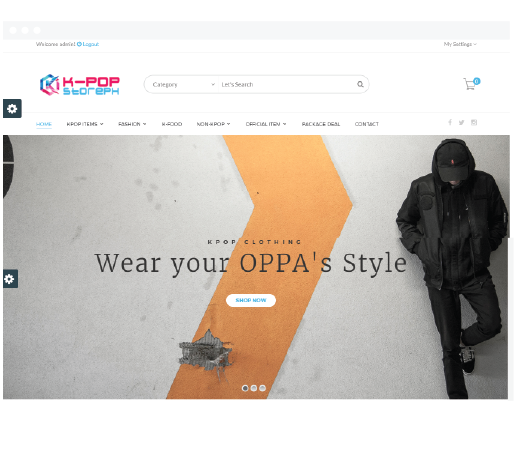 Welcome admin! Logout
My Settings
K-POP
STOREPH
Category
Let's Search
0
HOME
KPOP ITEMS
FASHION
K-FOOD
NON-KPOP
OFFICIAL ITEM
PACKAGE DEAL
CONTACT
KPOP CLOTHING
Wear your OPPA's Style
SHOP NOW